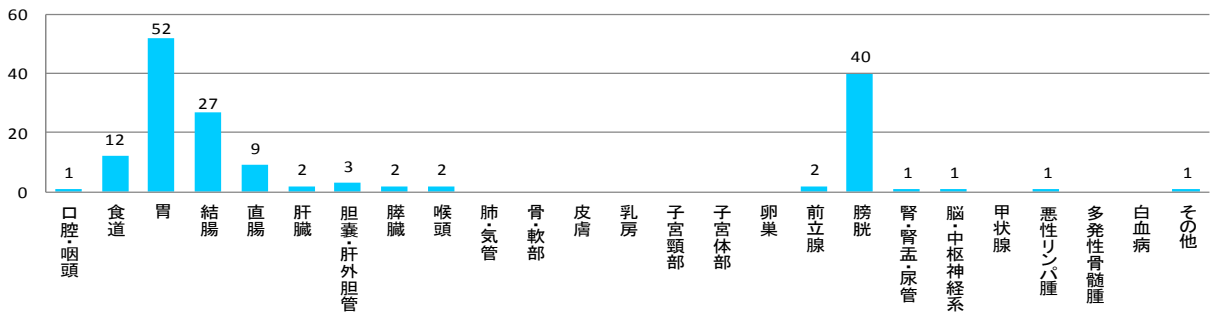 60
40
20
0
1
12
52
27
9
2
3
2
2
2
40
1
1
1
1
口腔・咽頭
食道
胃
結腸
直腸
肝臓
胆嚢・肝外胆管
膵臓
喉頭
肺・気管
骨・軟部
皮膚
乳房
子宮頸部
子宮体部
卵巣
前立腺
膀胱
腎・腎盂・尿管
脳・中枢神経系
甲状腺
悪性リンパ腫
多発性骨髄腫
白血病
その他